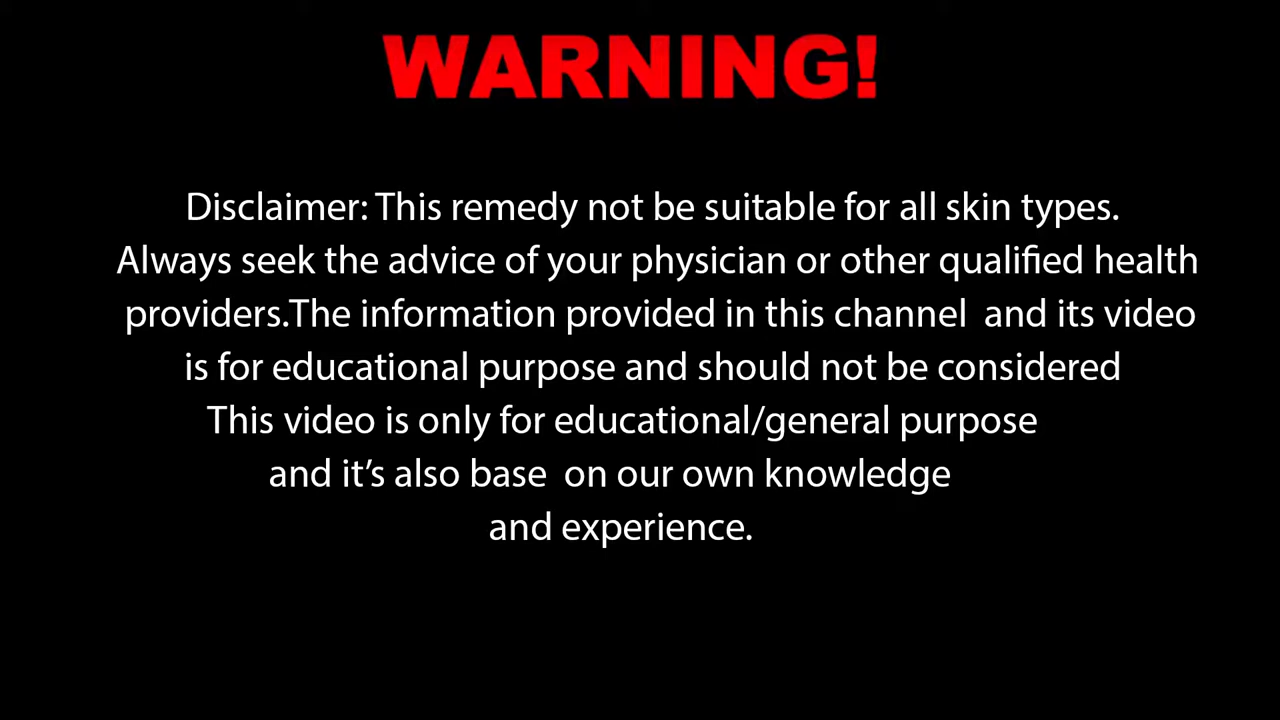 WARNING!
Disclaimer: This remedy not be suitable for all skin types.
Always seek the advice of your physician or other qualified health
providers.The information provided in this channel  and its video
is for educational purpose and should not be considered
This video is only for educational/general purpose
and it’s also base  on our own knowledge
and experience.